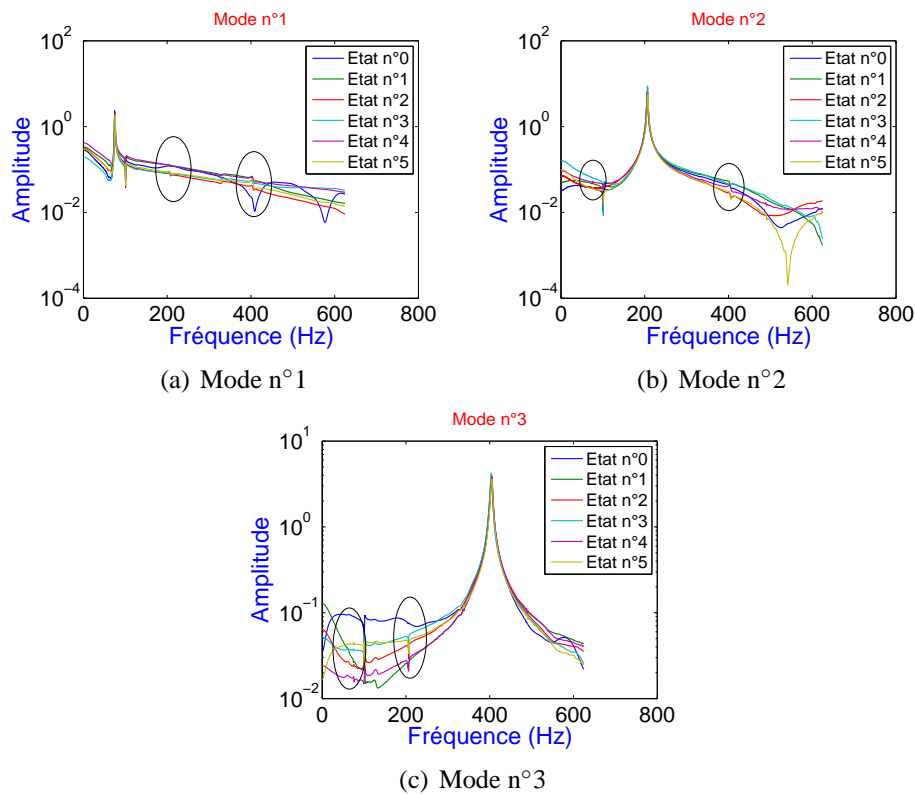 Mode n°1
10^2
10^0
10^−2
10^−4
Amplitude
0 200 400 600 800
Fréquence (Hz)
Etat n°0
Etat n°1
Etat n°2
Etat n°3
Etat n°4
Etat n°5
(a) Mode n°1
Mode n°2
10^2
10^0
10^−2
10^−4
Amplitude
0 200 400 600 800
Fréquence (Hz)
Etat n°0
Etat n°1
Etat n°2
Etat n°3
Etat n°4
Etat n°5
(b) Mode n°2
Mode n°3
10^1
10^0
10^−1
10^−2
Amplitude
0 200 400 600 800
Fréquence (Hz)
Etat n°0
Etat n°1
Etat n°2
Etat n°3
Etat n°4
Etat n°5
(c) Mode n°3